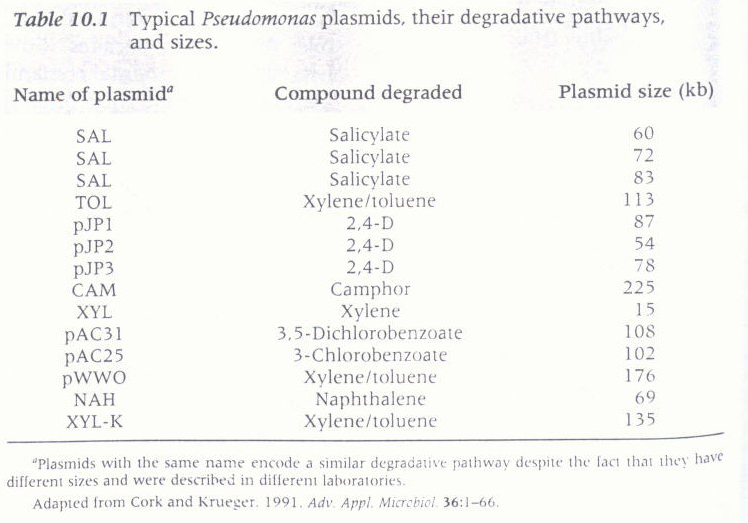 Table 10.1 Typical Pseudomonas plasmids, their degradative pathways,
and sizes.
Name of plasmidᵃ Compound degraded Plasmid size (kb)
SAL Salicylate 60
SAL Salicylate 72
SAL Salicylate 83
TOL Xylene/toluene 113
pJP1 2,4-D 87
pJP2 2,4-D 54
pJP3 2,4-D 78
CAM Camphor 225
XYL Xylene 15
pAC31 3,5-Dichlorobenzoate 108
pAC25 3-Chlorobenzoate 102
pWWO Xylene/toluene 176
NAH Naphthalene 69
XYL-K Xylene/toluene 135
ᵃPlasmids with the same name encode a similar degradative pathway despite the fact that they have
different sizes and were described in different laboratories.
Adapted from Cork and Krueger. 1991. Adv. Appl. Microbiol. 36:1–66.